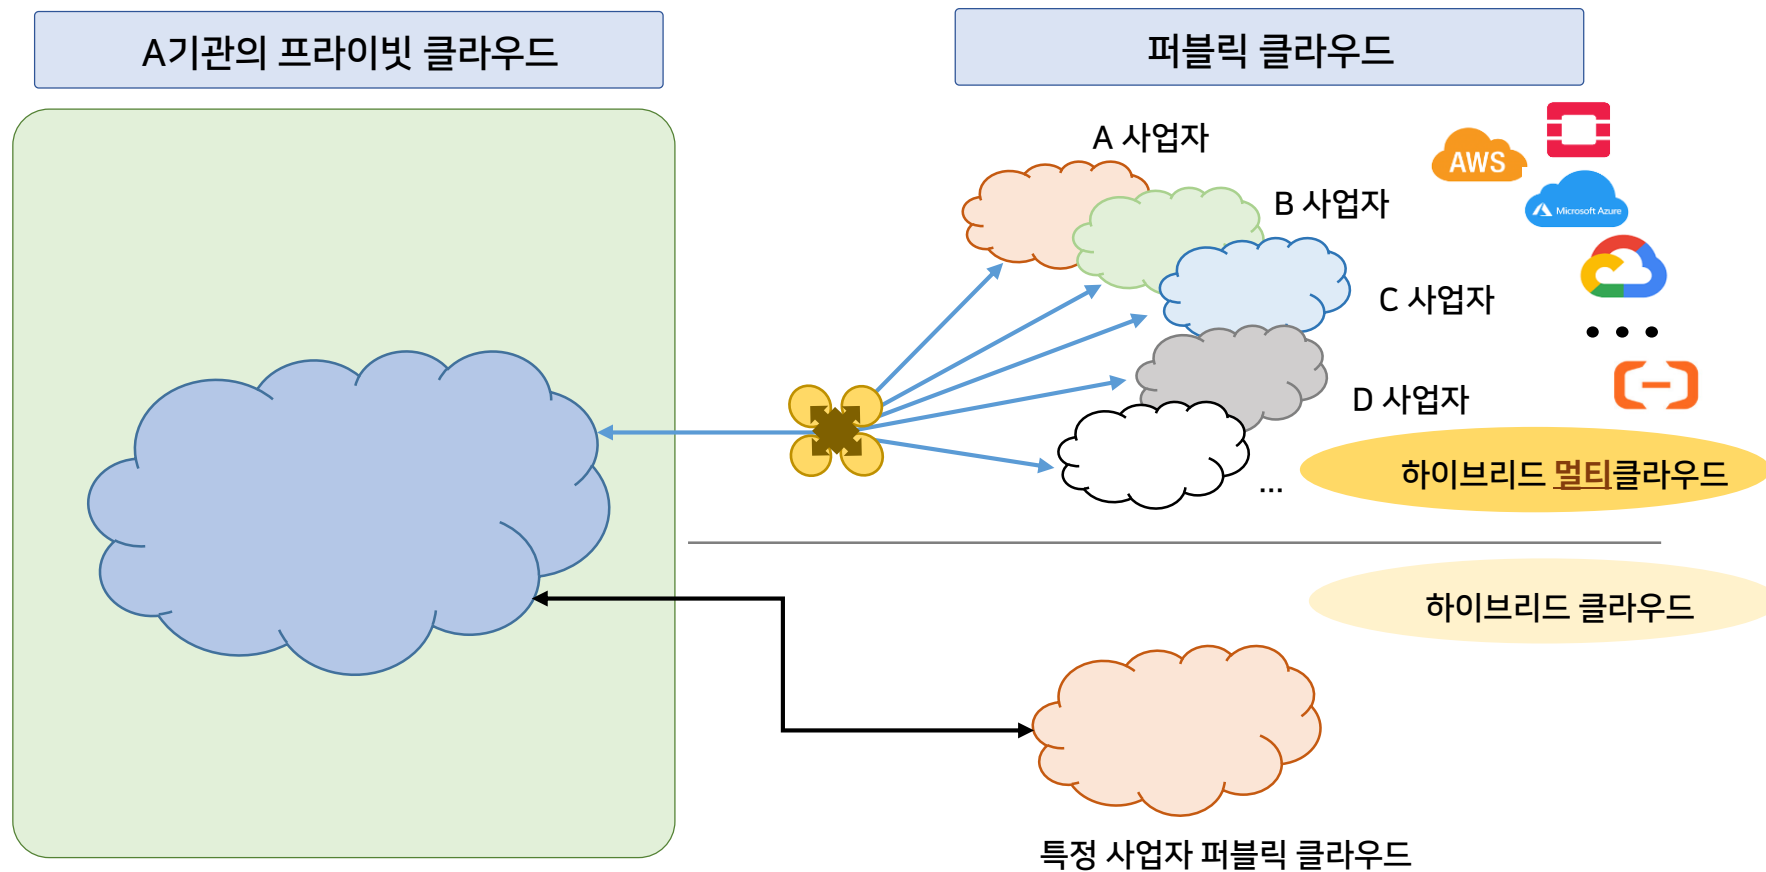 A기관의 프라이빗 클라우드
퍼블릭 클라우드
A 사업자
AWS
B 사업자
Microsoft Azure
C 사업자
D 사업자
...
하이브리드 멀티클라우드
하이브리드 클라우드
특정 사업자 퍼블릭 클라우드